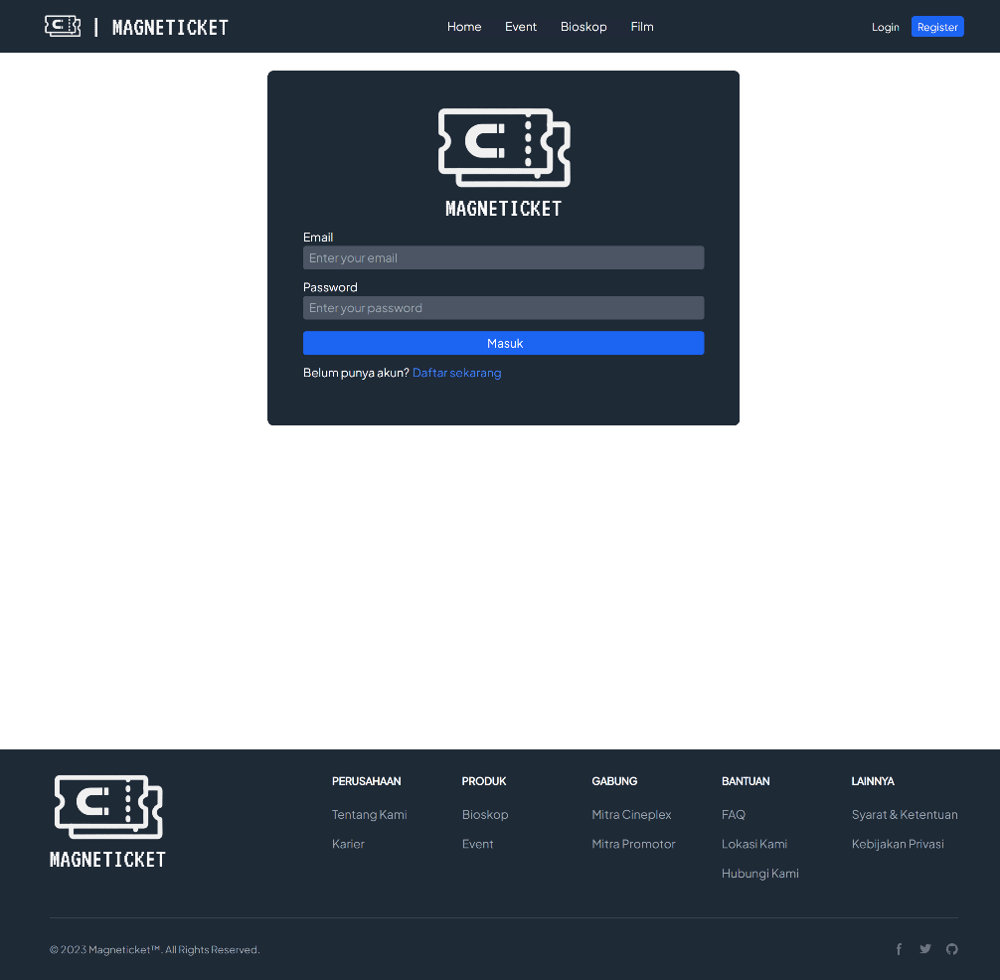 | MAGNETICKET
Home Event Bioskop Film
Login Register
MAGNETICKET
Email
Enter your email
Password
Enter your password
Masuk
Belum punya akun? Daftar sekarang
MAGNETICKET
PERUSAHAAN
Tentang Kami
Karier
PRODUK
Bioskop
Event
GABUNG
Mitra Cineplex
Mitra Promotor
BANTUAN
FAQ
Lokasi Kami
Hubungi Kami
LAINNYA
Syarat & Ketentuan
Kebijakan Privasi
© 2023 Magneticket™. All Rights Reserved.